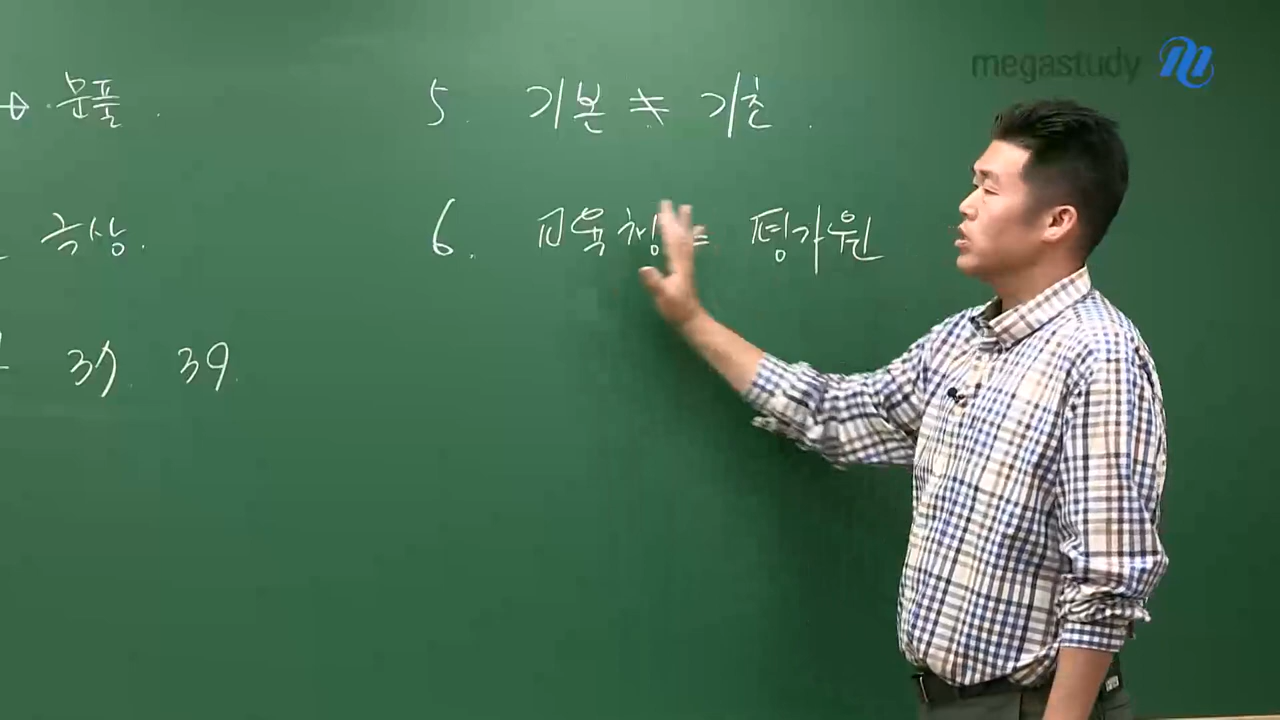 megastudy
→ 문풀.
극상.
37. 39.
5. 기본 ≠ 기초.
6. 교육청 = 평가원